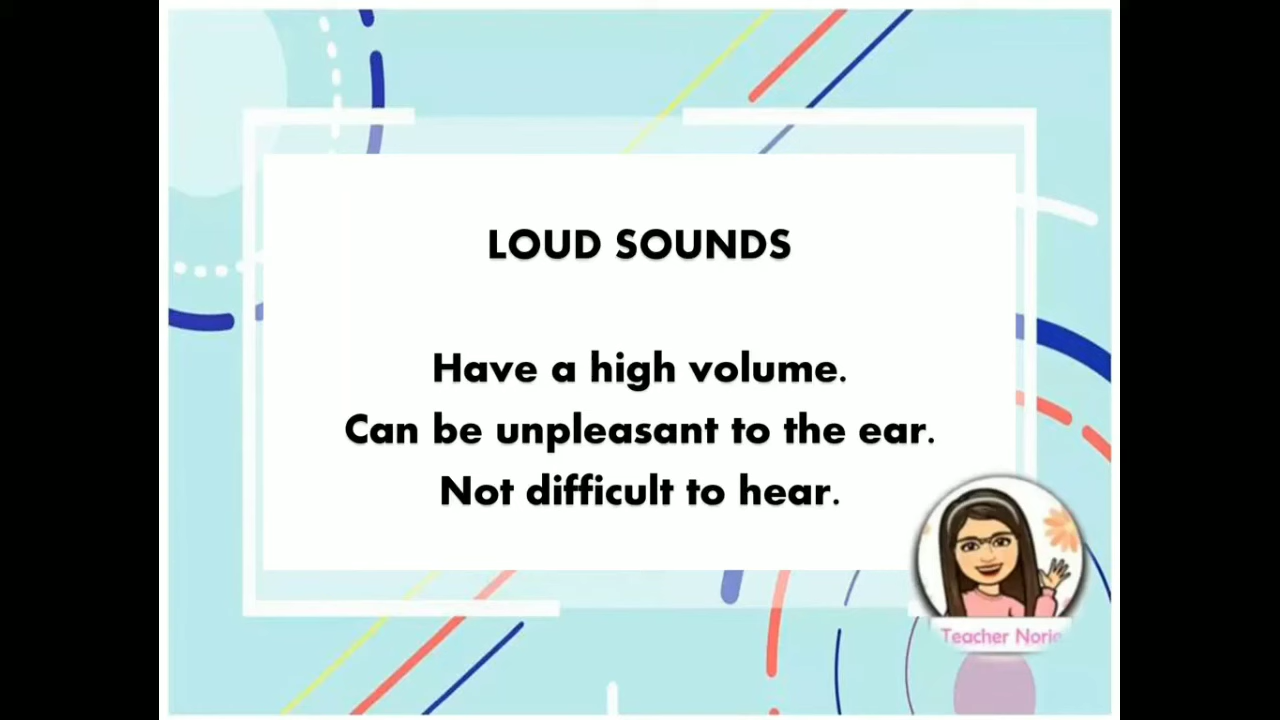 LOUD SOUNDS
Have a high volume.
Can be unpleasant to the ear.
Not difficult to hear.
Teacher Norie